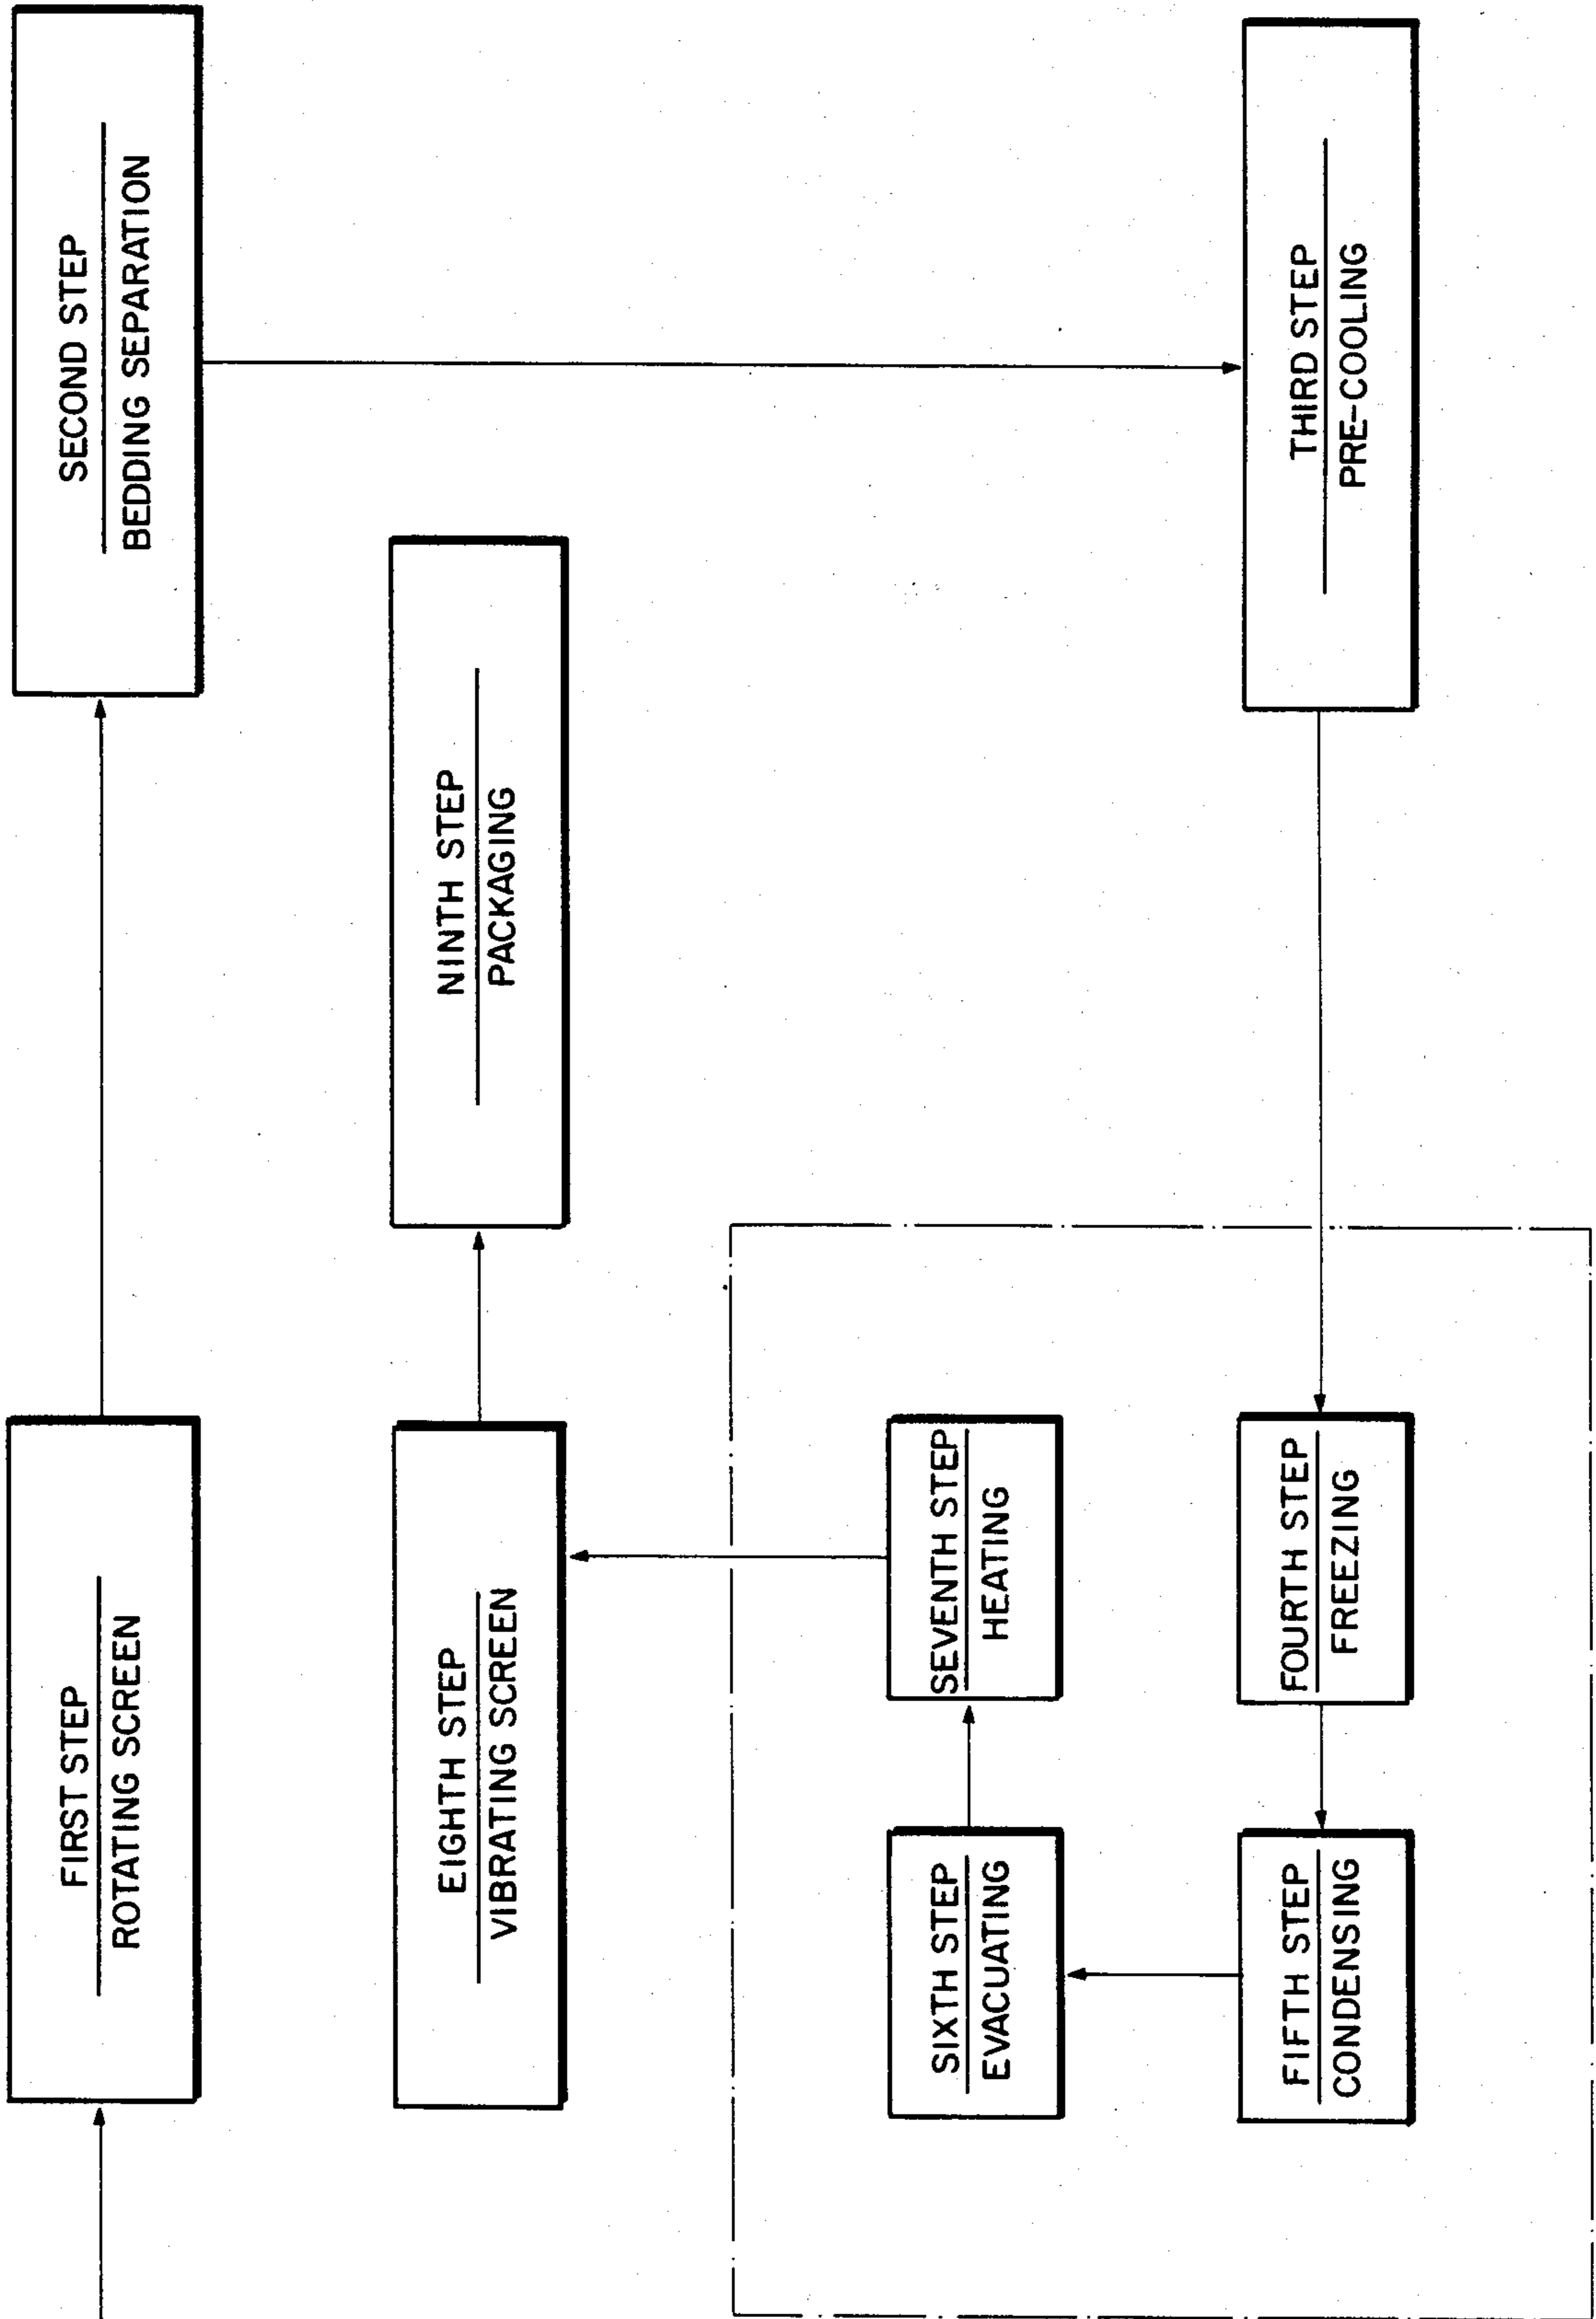 FIRST STEP
ROTATING SCREEN
SECOND STEP
BEDDING SEPARATION
THIRD STEP
PRE-COOLING
FOURTH STEP
FREEZING
FIFTH STEP
CONDENSING
SIXTH STEP
EVACUATING
SEVENTH STEP
HEATING
EIGHTH STEP
VIBRATING SCREEN
NINTH STEP
PACKAGING